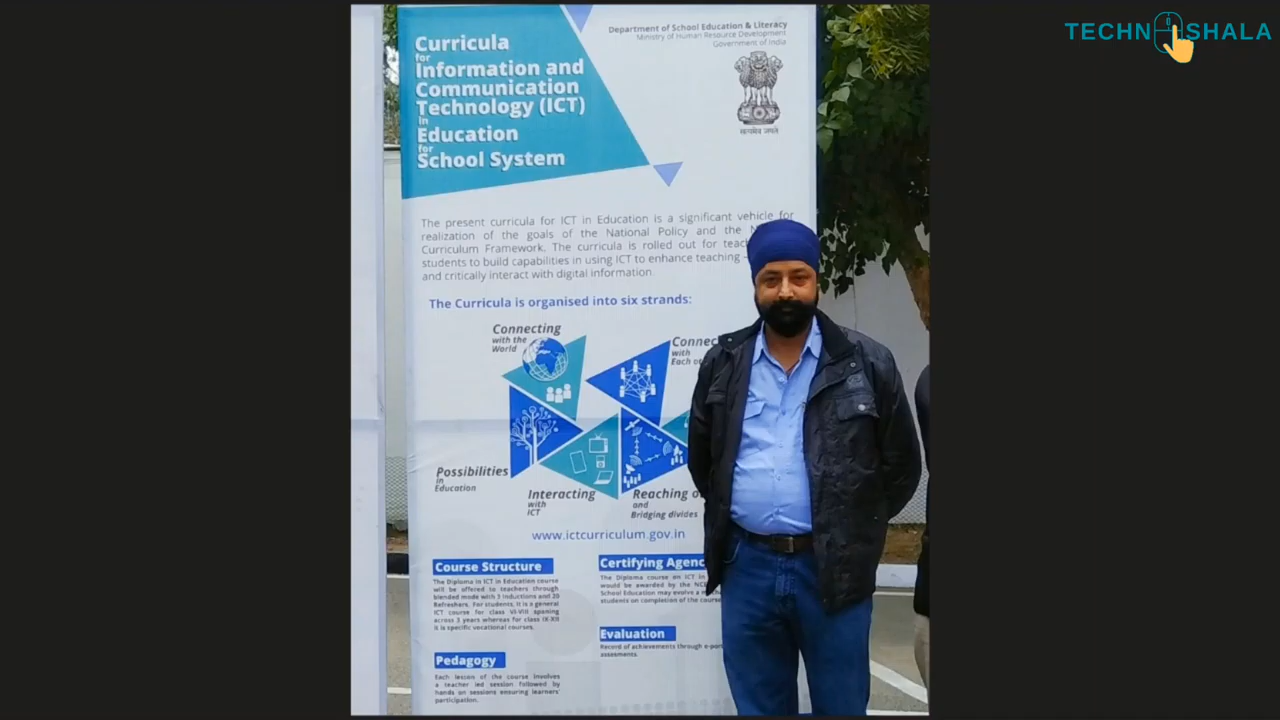 TECHN SHALA
Curricula
for
Information and
Communication
Technology (ICT)
in
Education
for
School System
Department of School Education & Literacy
Ministry of Human Resource Development
Government of India
सत्यमेव जयते
The present curricula for ICT in Education is a significant vehicle for
realization of the goals of the National Policy and the
Curriculum Framework. The curricula is rolled out for
students to build capabilities in using ICT to enhance teaching -
and critically interact with digital information.
The Curricula is organised into six strands:
Connecting
with the
World
with
Each
Possibilities
in
Education
Interacting
with
ICT
Reaching
and
Bridging divides
www.ictcurriculum.gov.in
Course Structure
The Diploma in ICT in Education course
will be offered to teachers through
blended mode with 3 inductions and 20
Refreshers. For students, it is a general
ICT course for class VI-VIII spaning
across 3 years whereas for class IX-XII
it is specific vocational courses.
Pedagogy
Each lesson of the course involves
a teacher led session followed by
hands on sessions ensuring learners'
participation.
Certifying
The Diploma course on ICT in
would be awarded by the
School Education may evolve a
students on completion of the course
Evaluation
Record of achievements through
assesments.